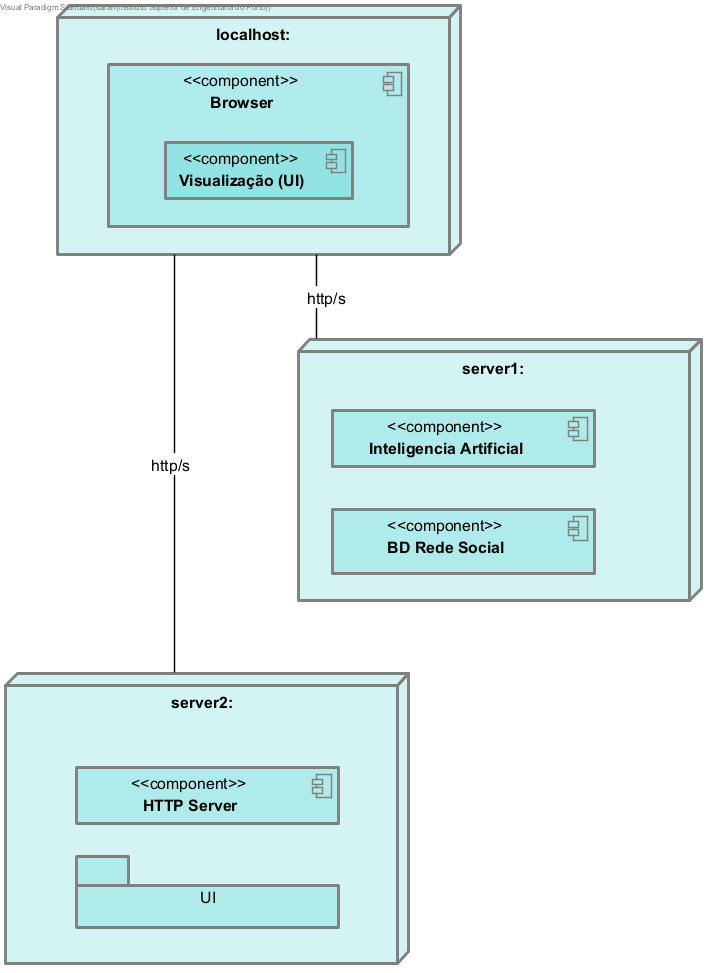 Visual Paradigm Standard(sarah(Instituto Superior de Engenharia do Porto))
localhost:
<<component>>
Browser
<<component>>
Visualização (UI)
http/s
server1:
<<component>>
Inteligencia Artificial
http/s
<<component>>
BD Rede Social
server2:
<<component>>
HTTP Server
UI